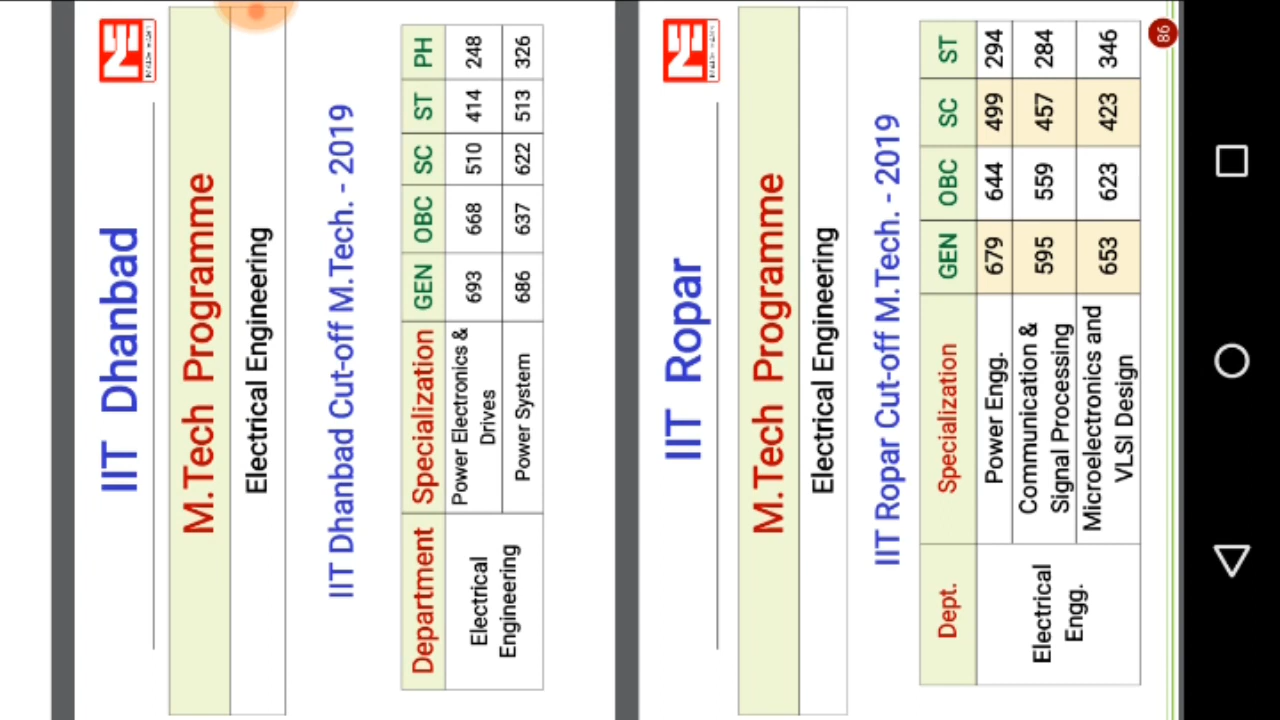 IIT Dhanbad
M.Tech Programme
Electrical Engineering
IIT Dhanbad Cut-off M.Tech. - 2019
Department Specialization GEN OBC SC ST PH
Electrical Engineering Power Electronics & Drives 693 668 510 414 248
Power System 686 637 622 513 326
IIT Ropar
M.Tech Programme
Electrical Engineering
IIT Ropar Cut-off M.Tech. - 2019
Dept. Specialization GEN OBC SC ST
Electrical Engg. Power Engg. 679 644 499 294
Communication & Signal Processing 595 559 457 284
Microelectronics and VLSI Design 653 623 423 346
98